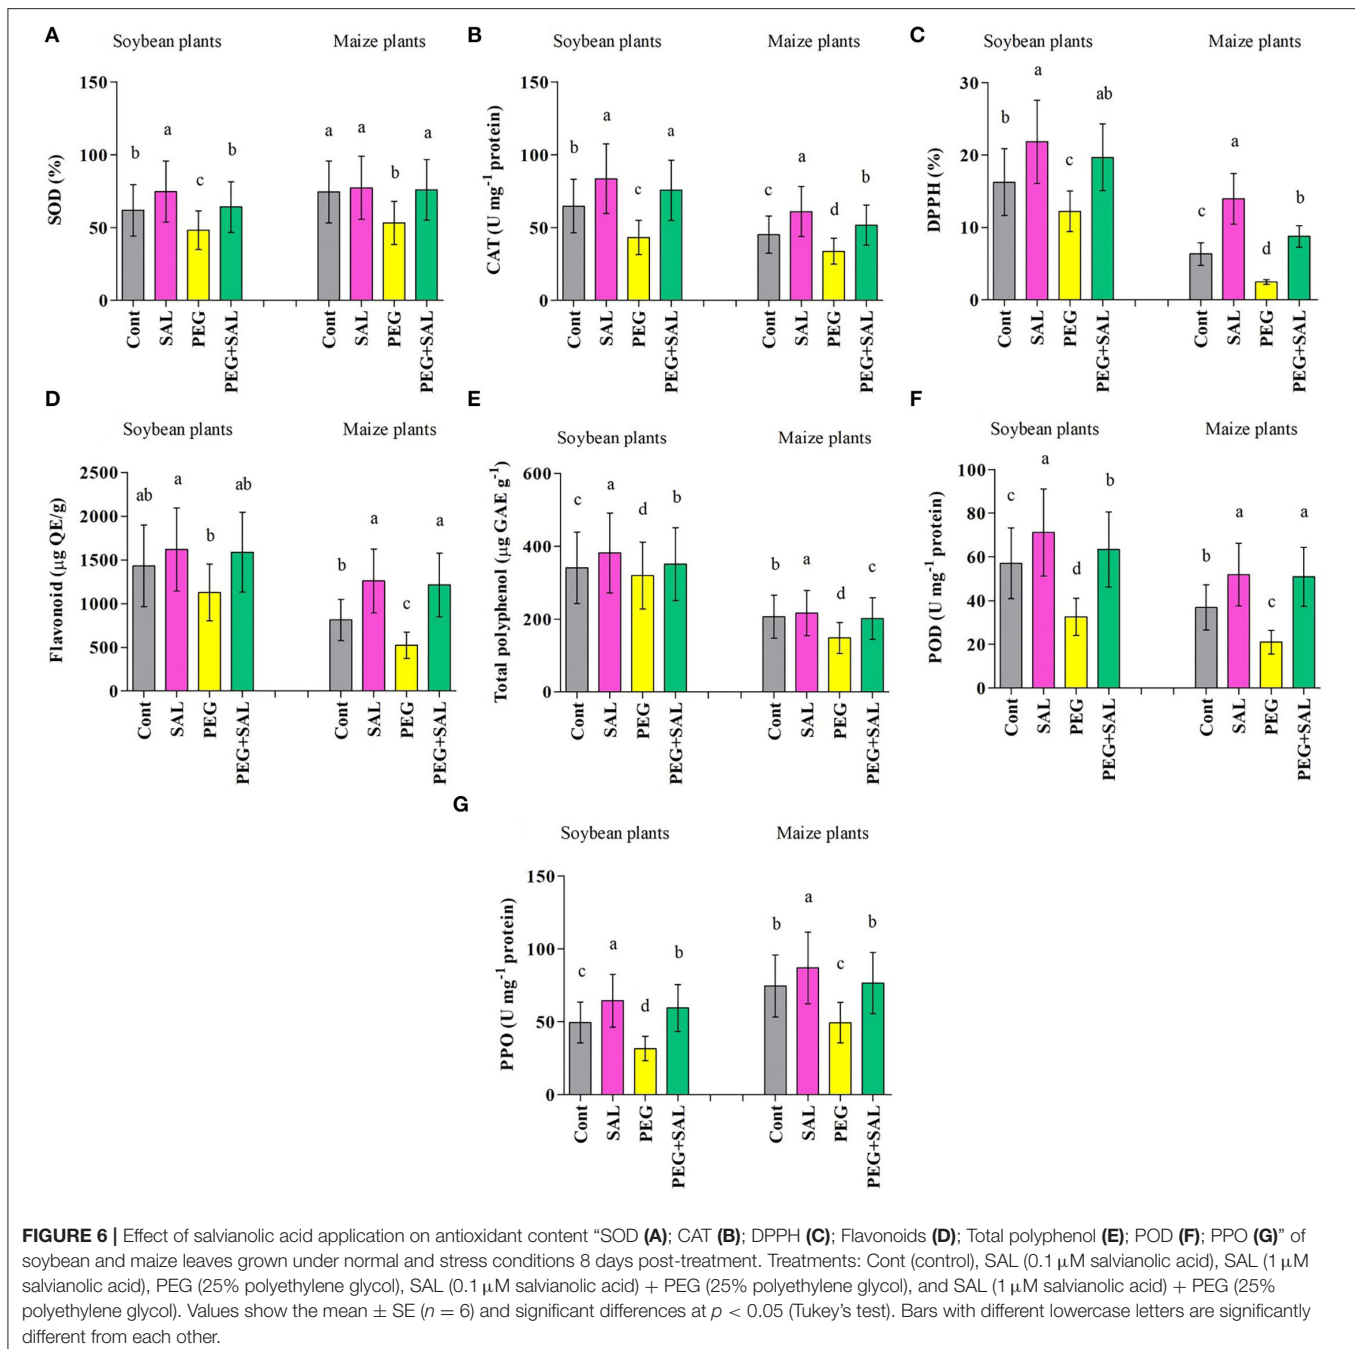 A
Soybean plants Maize plants
SOD (%)
150
100
50
0
b a c b a a b a
Cont SAL PEG PEG+SAL Cont SAL PEG PEG+SAL
B
Soybean plants Maize plants
CAT (U mg-1 protein)
150
100
50
0
b a c a c a d b
Cont SAL PEG PEG+SAL Cont SAL PEG PEG+SAL
C
Soybean plants Maize plants
DPPH (%)
30
20
10
0
b a c ab c a d b
Cont SAL PEG PEG+SAL Cont SAL PEG PEG+SAL
D
Soybean plants Maize plants
Flavonoid (µg QE/g)
2500
2000
1500
1000
500
0
ab a b ab b a c a
Cont SAL PEG PEG+SAL Cont SAL PEG PEG+SAL
E
Soybean plants Maize plants
Total polyphenol (µg GAE g-1)
600
400
200
0
c a d b b a d c
Cont SAL PEG PEG+SAL Cont SAL PEG PEG+SAL
F
Soybean plants Maize plants
POD (U mg-1 protein)
100
80
60
40
20
0
c a d b b a c a
Cont SAL PEG PEG+SAL Cont SAL PEG PEG+SAL
G
Soybean plants Maize plants
PPO (U mg-1 protein)
150
100
50
0
c a d b b a c b
Cont SAL PEG PEG+SAL Cont SAL PEG PEG+SAL
FIGURE 6 | Effect of salvianolic acid application on antioxidant content “SOD (A); CAT (B); DPPH (C); Flavonoids (D); Total polyphenol (E); POD (F); PPO (G)” of
soybean and maize leaves grown under normal and stress conditions 8 days post-treatment. Treatments: Cont (control), SAL (0.1 µM salvianolic acid), SAL (1 µM
salvianolic acid), PEG (25% polyethylene glycol), SAL (0.1 µM salvianolic acid) + PEG (25% polyethylene glycol), and SAL (1 µM salvianolic acid) + PEG (25%
polyethylene glycol). Values show the mean ± SE (n = 6) and significant differences at p < 0.05 (Tukey’s test). Bars with different lowercase letters are significantly
different from each other.